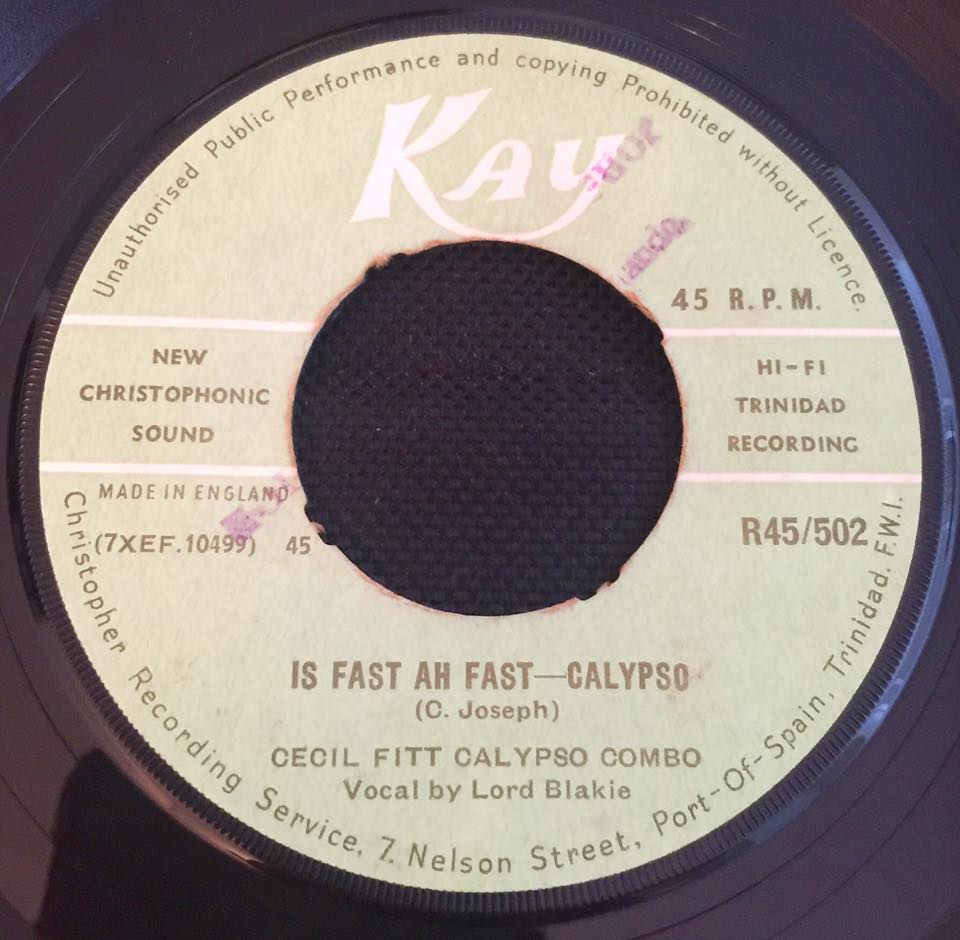 Unauthorised Public Performance and copying Prohibited without Licence.
Kay
45 R.P.M.
NEW
CHRISTOPHONIC
SOUND
HI-FI
TRINIDAD
RECORDING
MADE IN ENGLAND
(7XEF.10499) 45
R45/502
IS FAST AH FAST—CALYPSO
(C. Joseph)
CECIL FITT CALYPSO COMBO
Vocal by Lord Blakie
Christopher Recording Service, 7. Nelson Street, Port-Of-Spain, Trinidad. F.W.I.